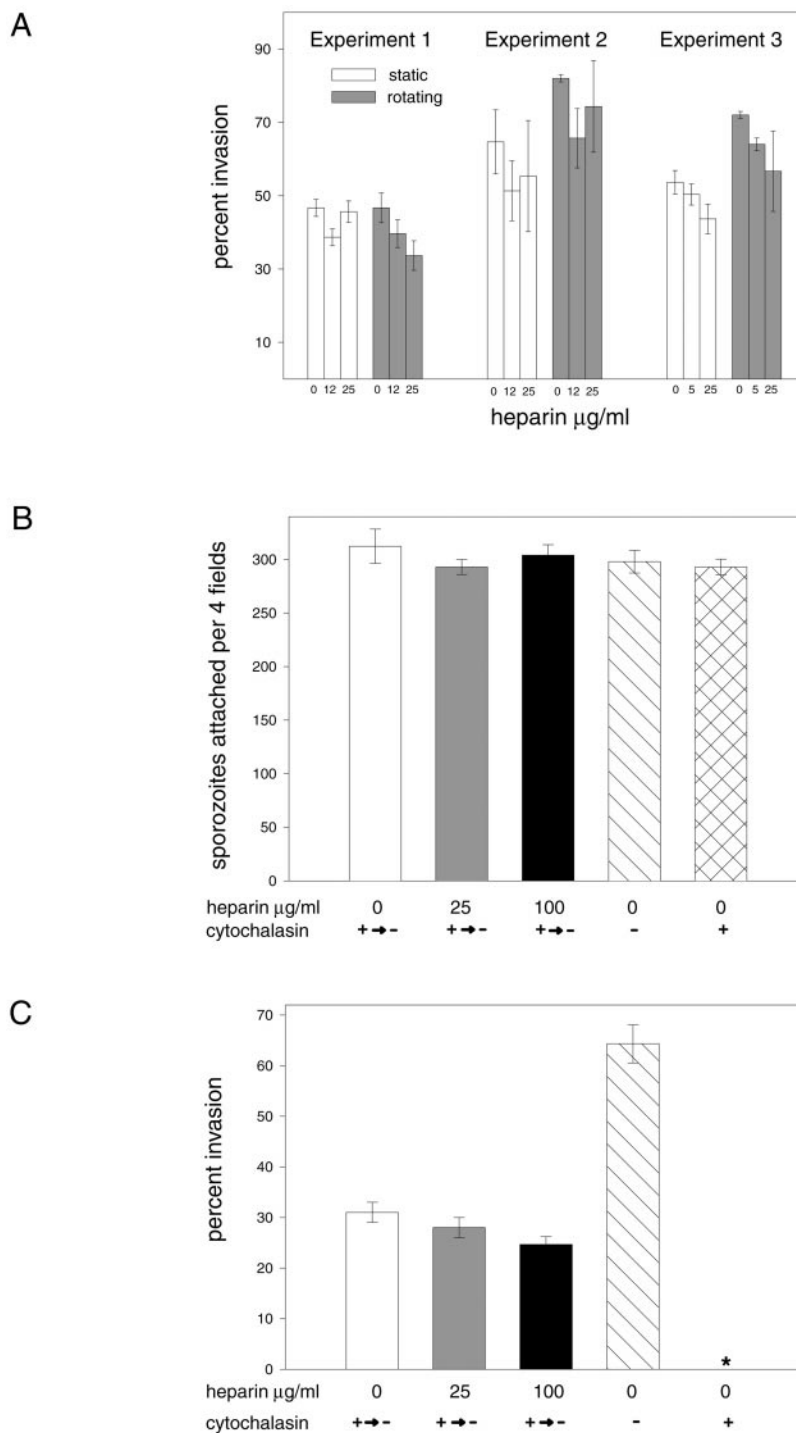 A
Experiment 1 Experiment 2 Experiment 3
static
rotating
90
70
50
30
10
percent invasion
0 12 25 0 12 25 0 12 25 0 12 25 0 5 25 0 5 25
heparin μg/ml
B
300
250
200
150
100
50
0
sporozoites attached per 4 fields
heparin μg/ml 0 25 100 0 0
cytochalasin +➞- +➞- +➞- - +
C
70
60
50
40
30
20
10
0
percent invasion
*
heparin μg/ml 0 25 100 0 0
cytochalasin +➞- +➞- +➞- - +